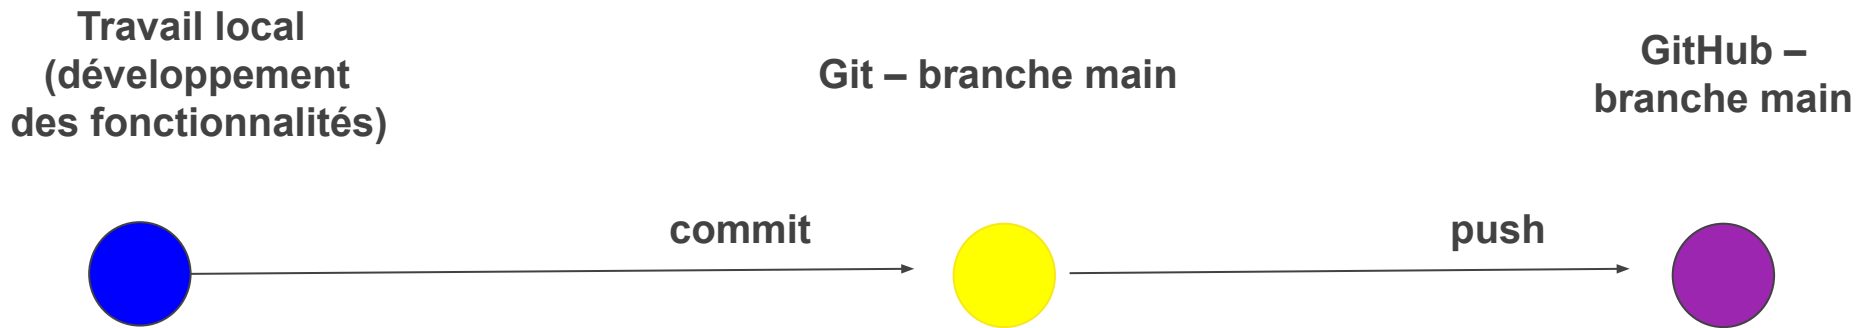 Travail local
(développement
des fonctionnalités)
Git – branche main
GitHub –
branche main
commit
push